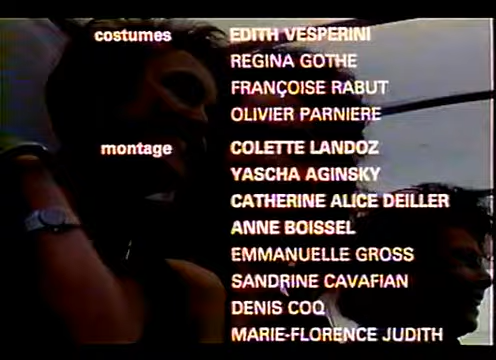 costumes EDITH VESPERINI
REGINA GOTHE
FRANÇOISE RABUT
OLIVIER PARNIERE
montage COLETTE LANDOZ
YASCHA AGINSKY
CATHERINE ALICE DEILLER
ANNE BOISSEL
EMMANUELLE GROSS
SANDRINE CAVAFIAN
DENIS COQ
MARIE-FLORENCE JUDITH